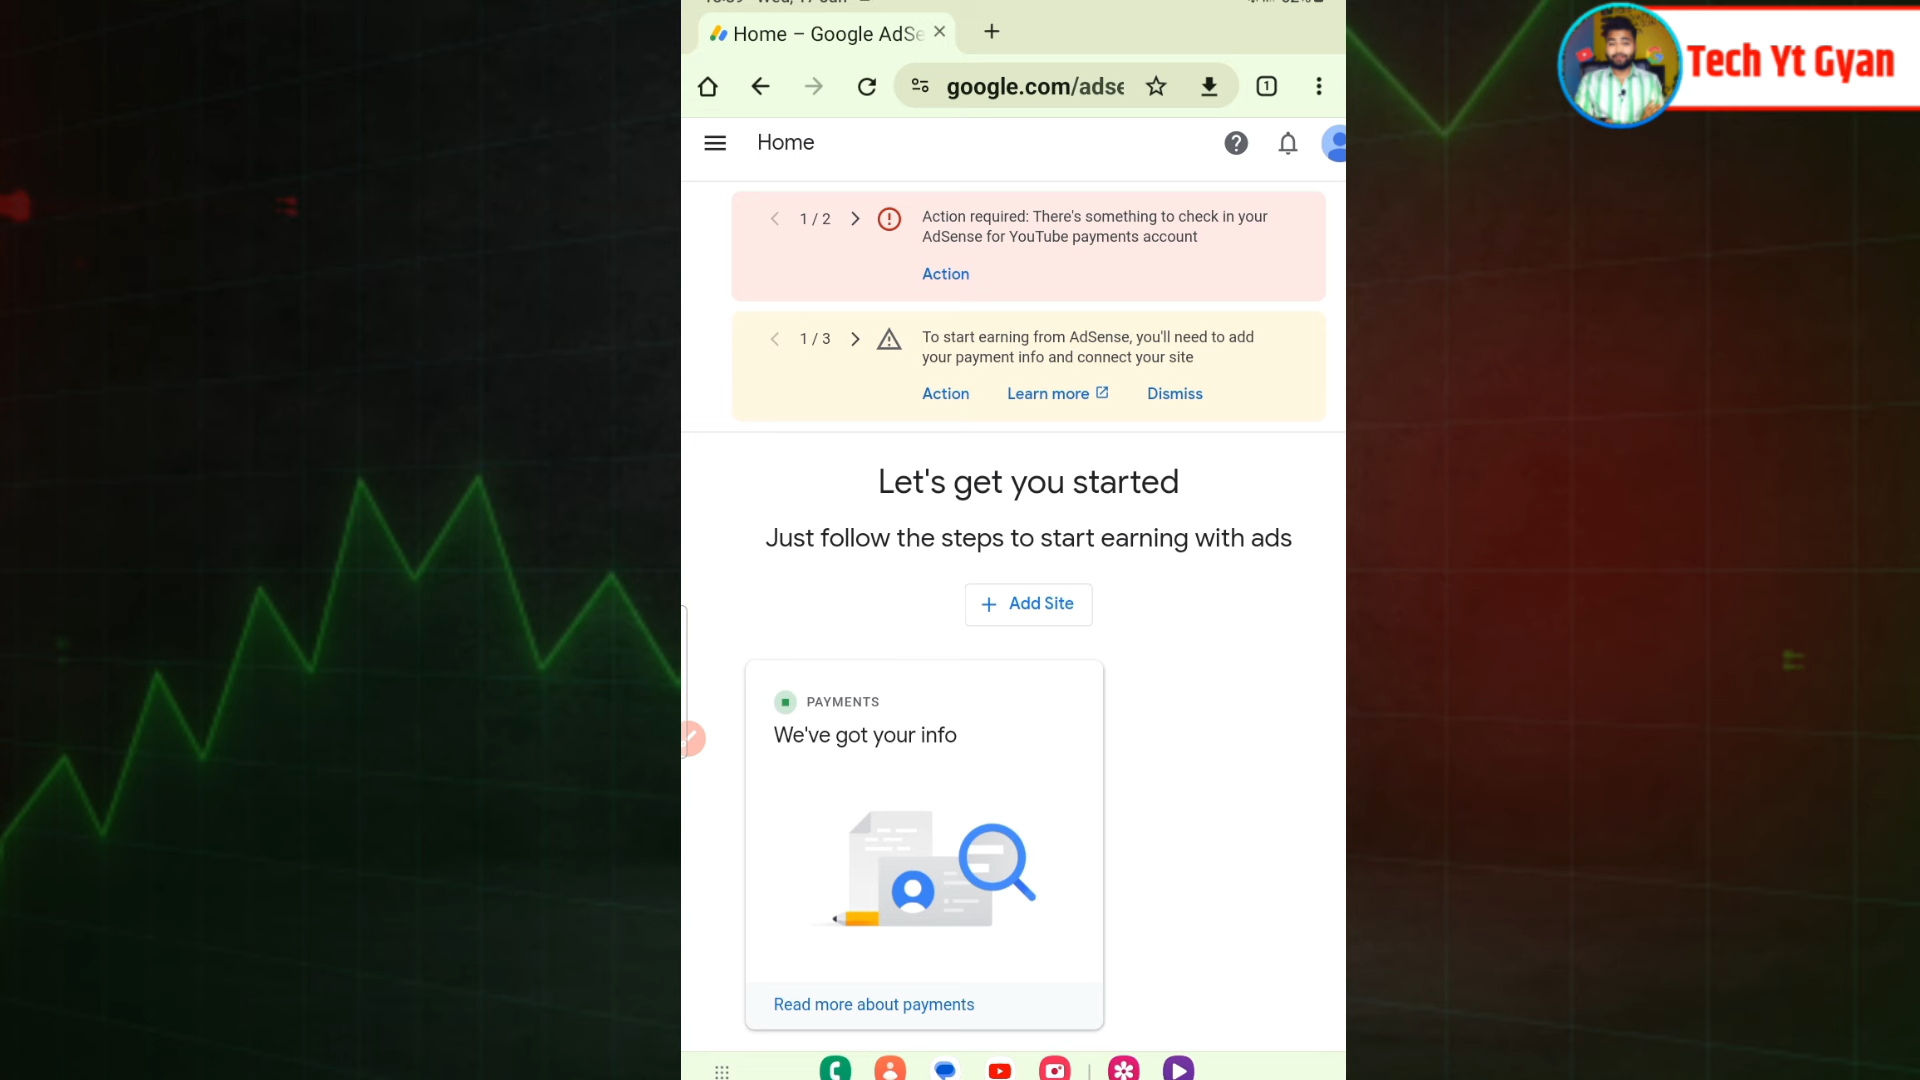 Home – Google AdSe
google.com/adse
1
Tech Yt Gyan
Home
1 / 2
Action required: There's something to check in your
AdSense for YouTube payments account
Action
1 / 3
To start earning from AdSense, you'll need to add
your payment info and connect your site
Action Learn more Dismiss
Let's get you started
Just follow the steps to start earning with ads
+ Add Site
PAYMENTS
We've got your info
Read more about payments